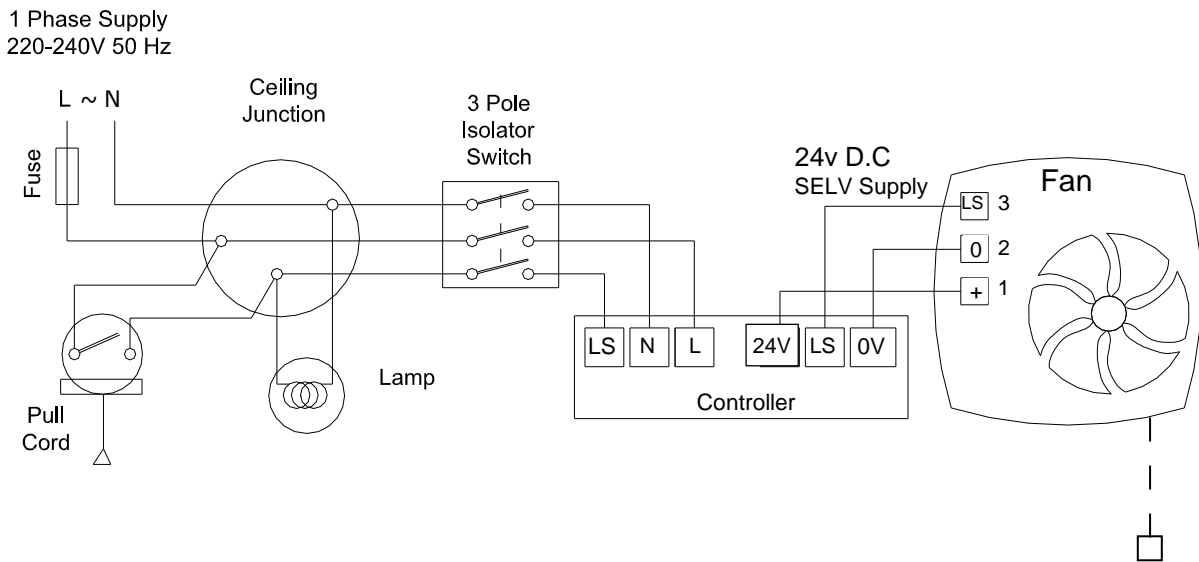 1 Phase Supply
220-240V 50 Hz
L ~ N
Fuse
Ceiling
Junction
3 Pole
Isolator
Switch
24v D.C
SELV Supply
Fan
LS 3
0 2
+ 1
LS N L 24V LS 0V
Controller
Lamp
Pull
Cord